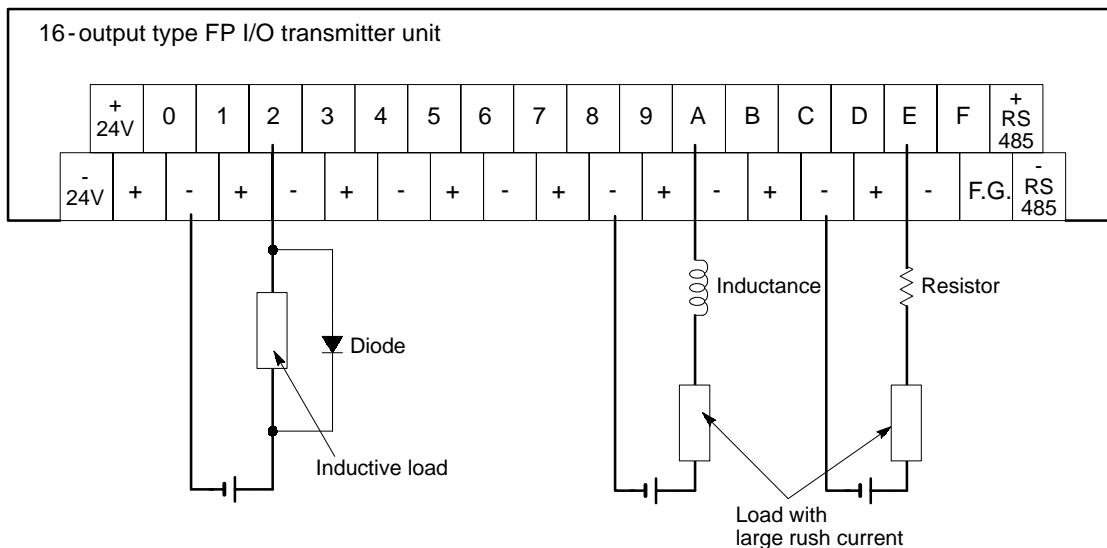 16-output type FP I/O transmitter unit
+
24V
0 1 2 3 4 5 6 7 8 9 A B C D E F
+
RS
485
-
24V
+ - + - + - + - + - + - + - + -
F.G.
-
RS
485
Diode
Inductance
Resistor
Inductive load
Load with
large rush current